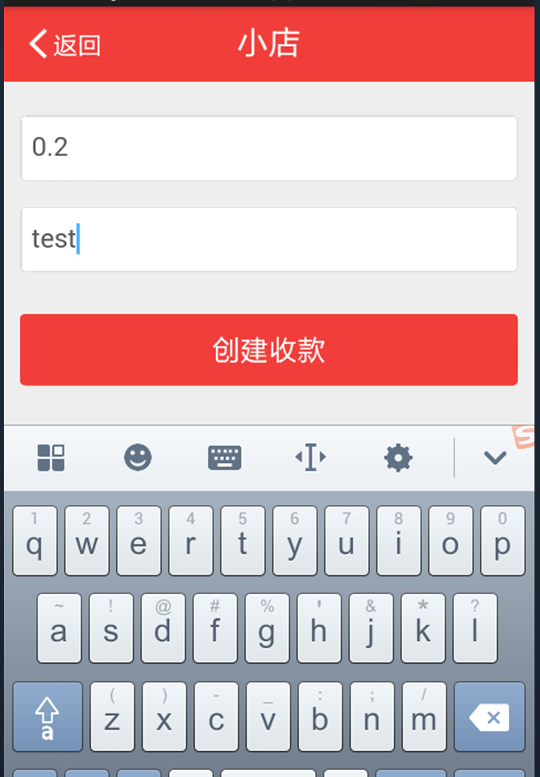 返回 小店
0.2
test
创建收款
1 2 3 4 5 6 7 8 9 0
q w e r t y u i o p
~ ! @ # % ' & * ?
a s d f g h j k l
( ) - _ : ; /
a z x c v b n m